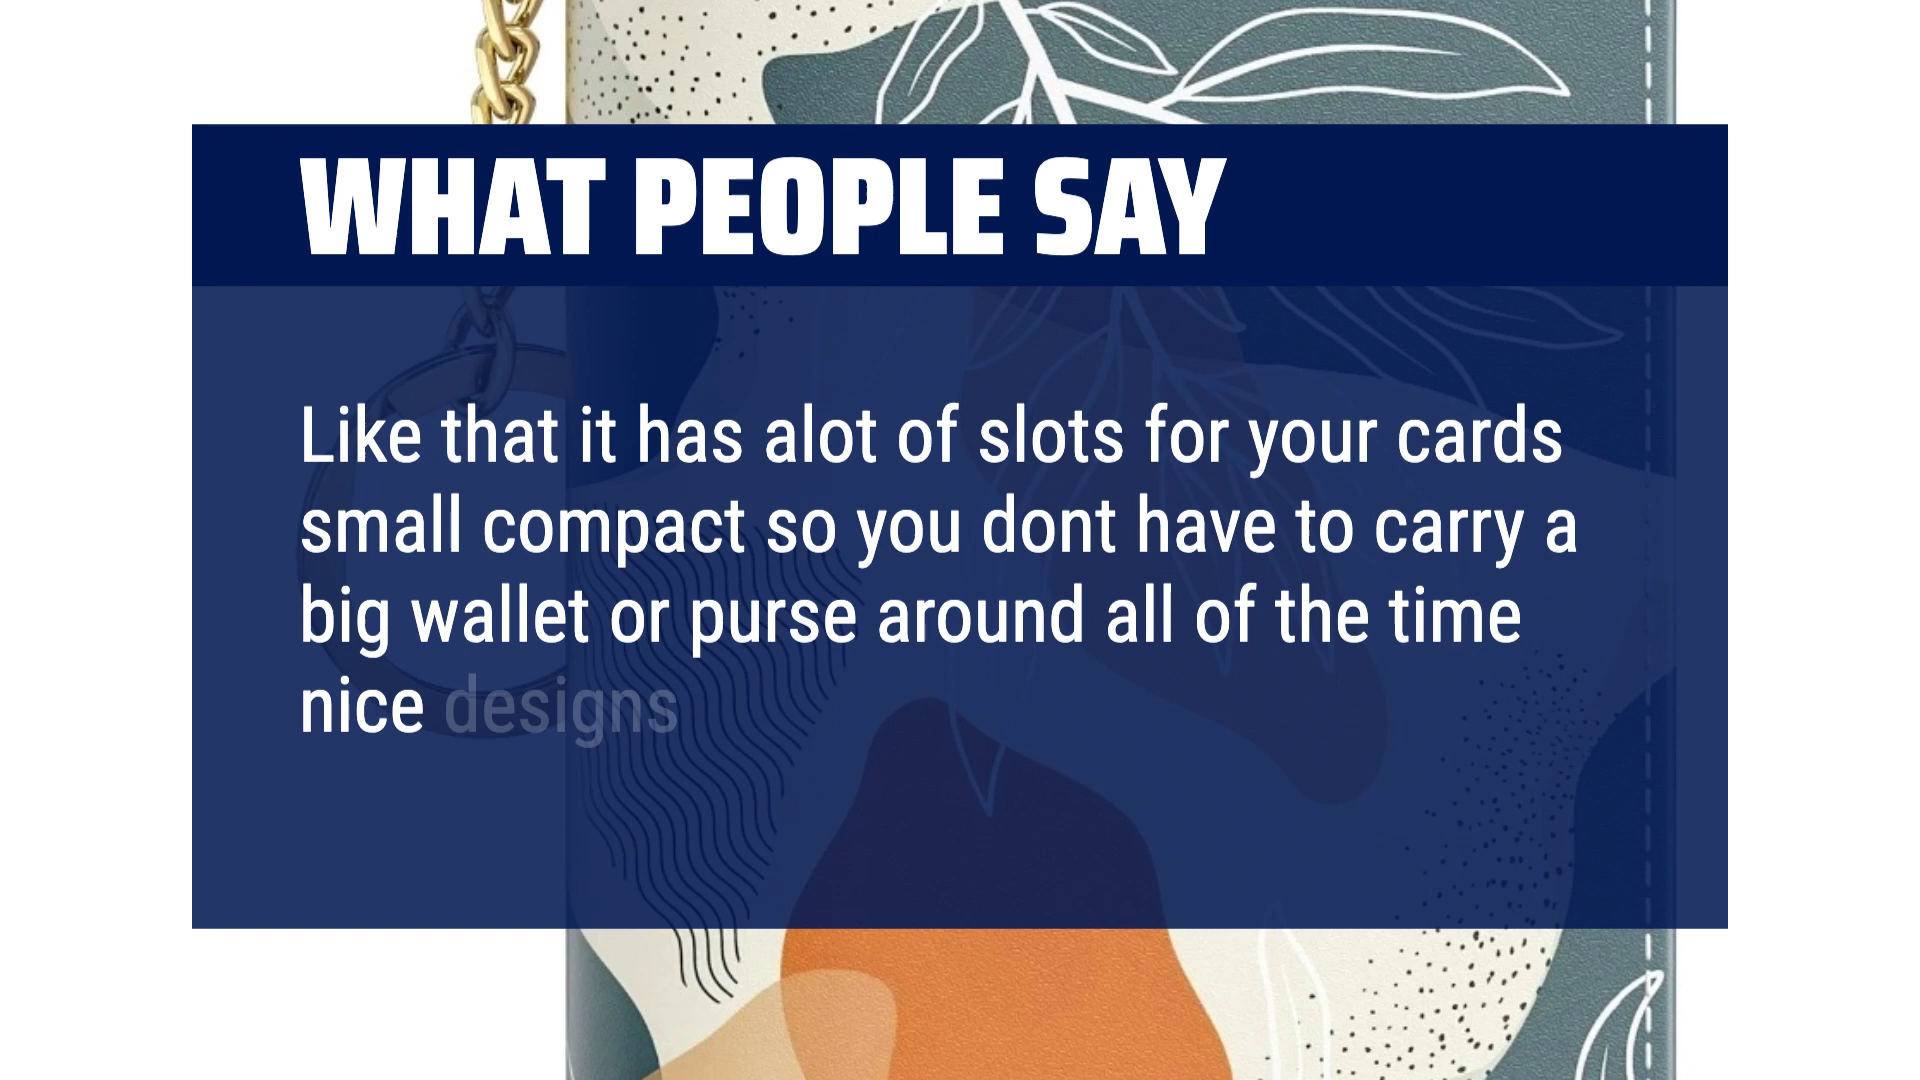 WHAT PEOPLE SAY
Like that it has alot of slots for your cards
small compact so you dont have to carry a
big wallet or purse around all of the time
nice designs